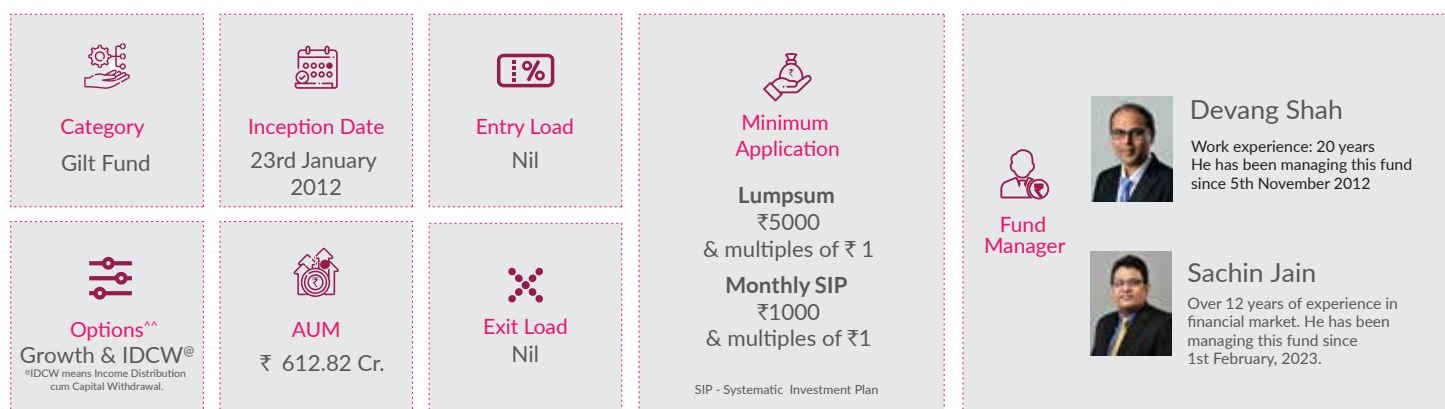 Category
Gilt Fund
Inception Date
23rd January
2012
Entry Load
Nil
Options^^
Growth & IDCW@
@IDCW means Income Distribution
cum Capital Withdrawal.
AUM
₹ 612.82 Cr.
Exit Load
Nil
Minimum
Application
Lumpsum
₹5000
& multiples of ₹ 1
Monthly SIP
₹1000
& multiples of ₹1
SIP - Systematic Investment Plan
Fund
Manager
Devang Shah
Work experience: 20 years
He has been managing this fund
since 5th November 2012
Sachin Jain
Over 12 years of experience in
financial market. He has been
managing this fund since
1st February, 2023.